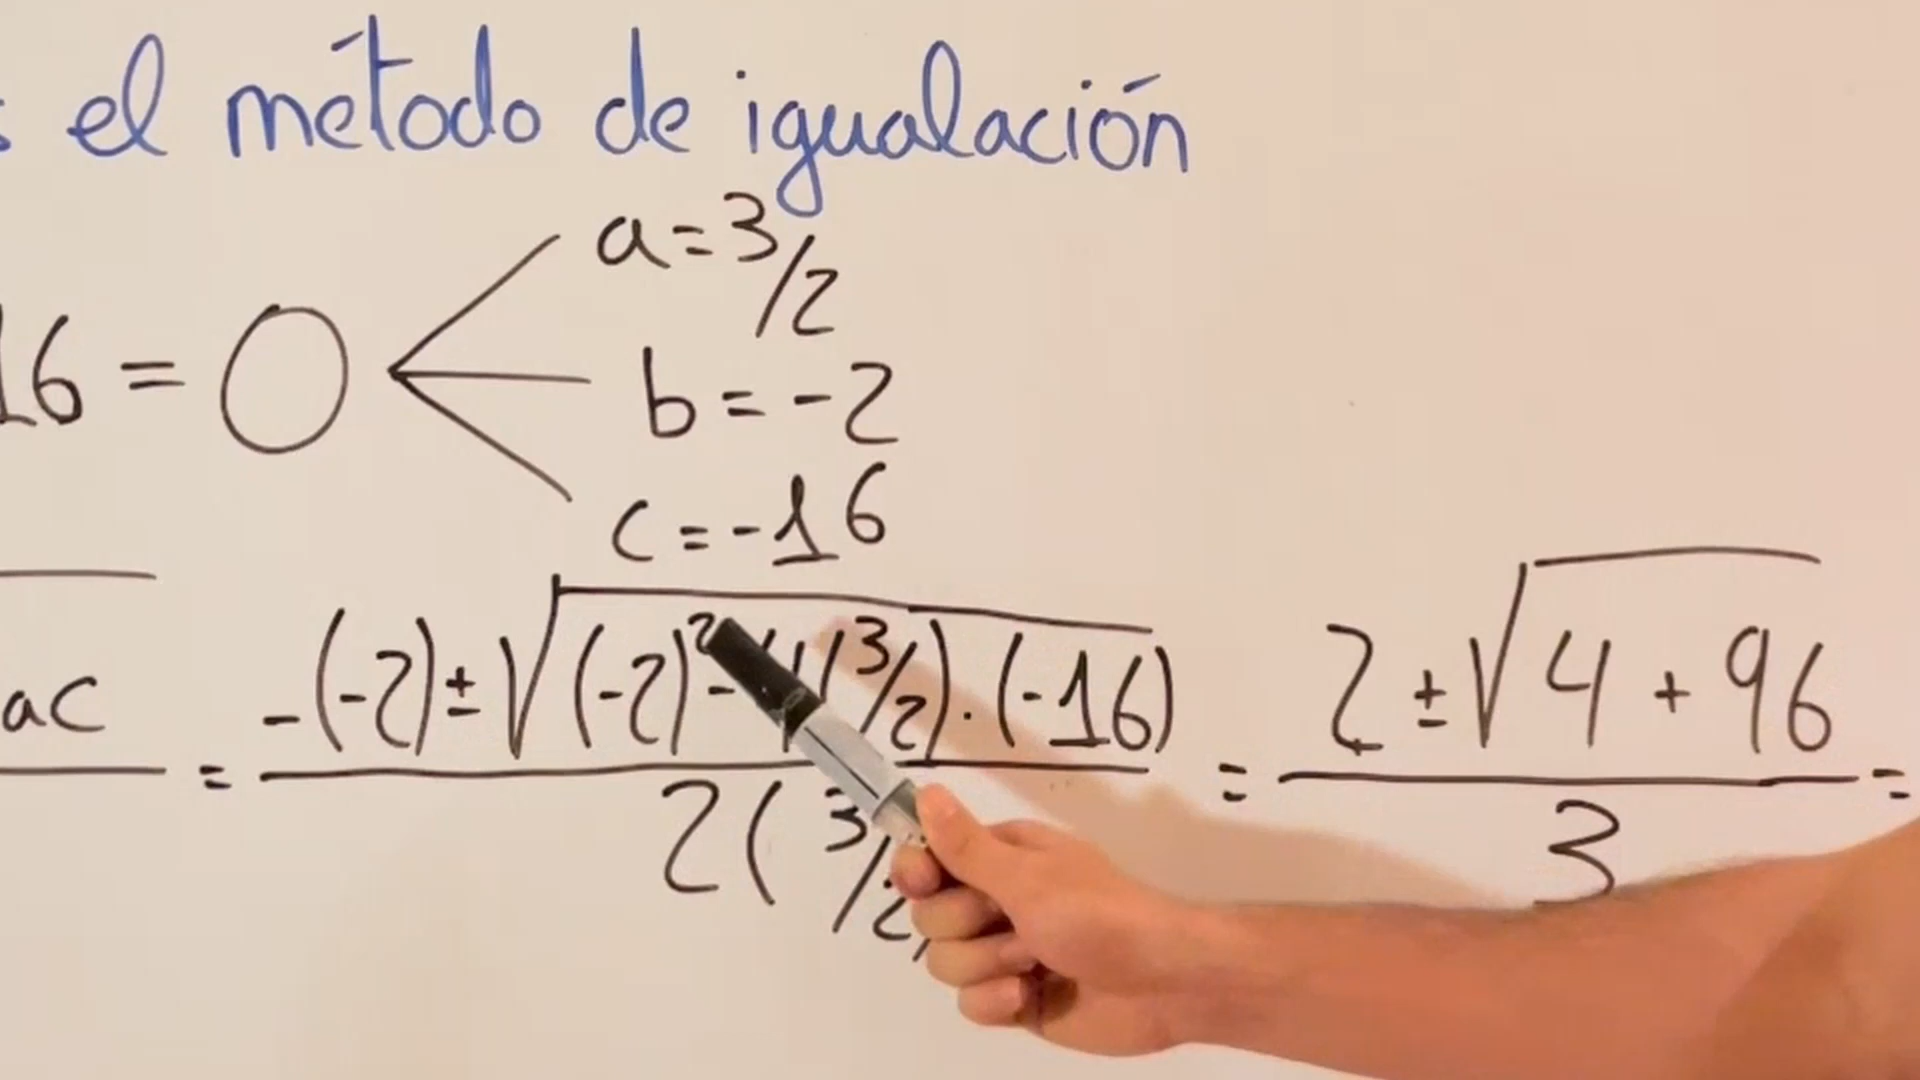 el método de igualación
a=3/2
16=0
b=-2
c=-16
ac = -(-2)±√(-2)²-4(3/2)·(-16) = 2±√4+96 =
2(3/2 3